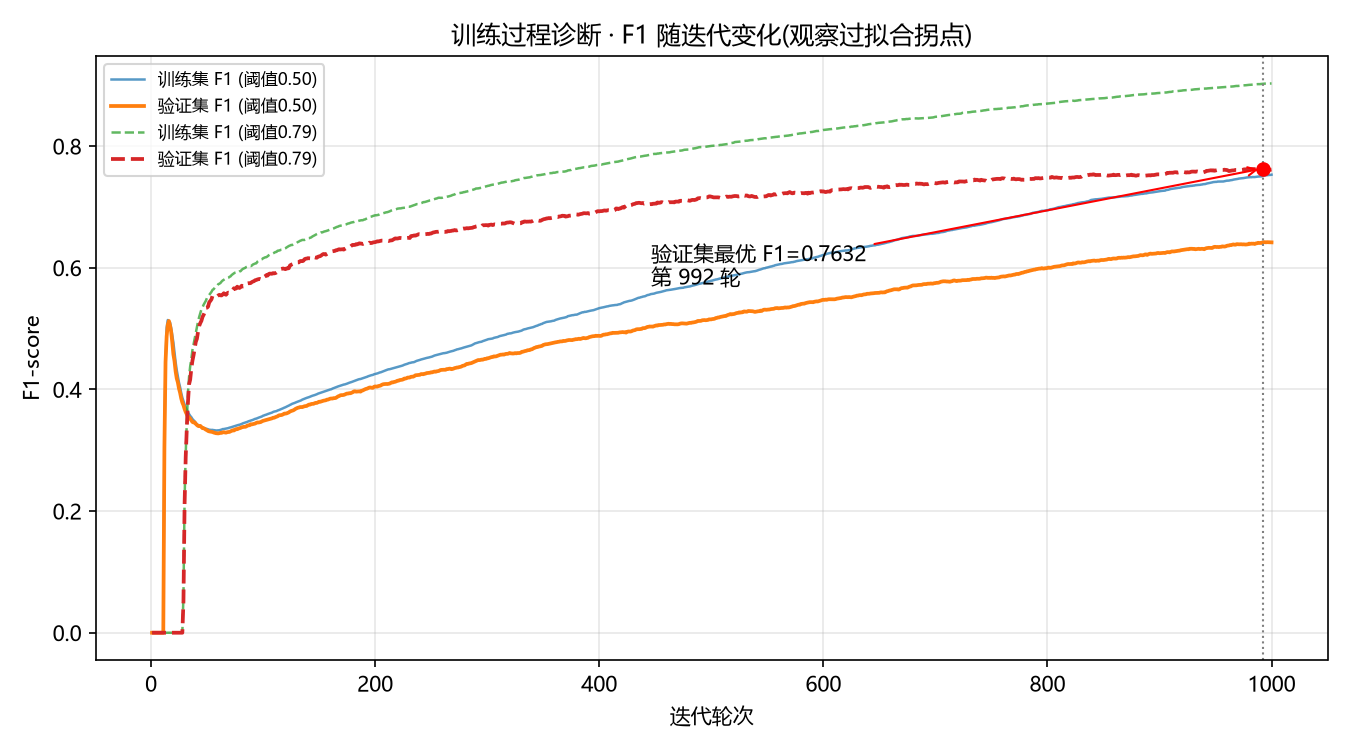 训练过程诊断 · F1 随迭代变化(观察过拟合拐点)
训练集 F1 (阈值0.50)
验证集 F1 (阈值0.50)
训练集 F1 (阈值0.79)
验证集 F1 (阈值0.79)
验证集最优 F1=0.7632
第 992 轮
F1-score
0.8
0.6
0.4
0.2
0.0
0
200
400
600
800
1000
迭代轮次